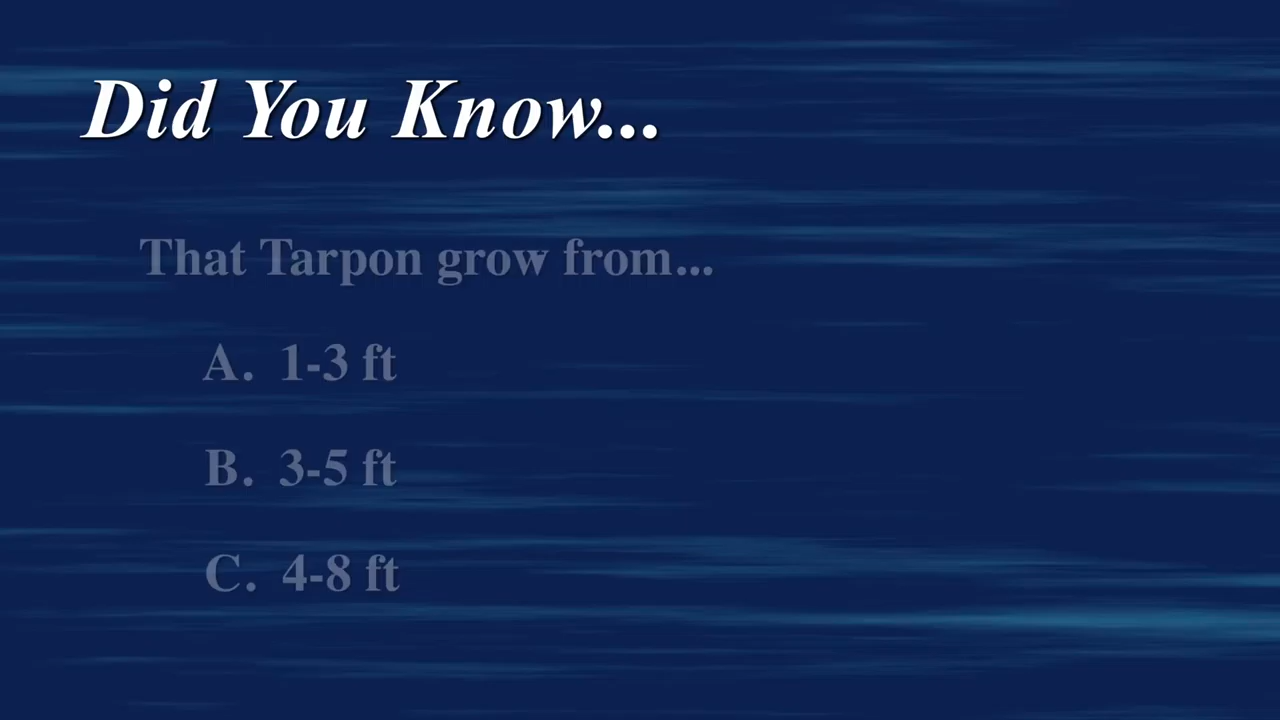 Did You Know...
That Tarpon grow from...
A. 1-3 ft
B. 3-5 ft
C. 4-8 ft